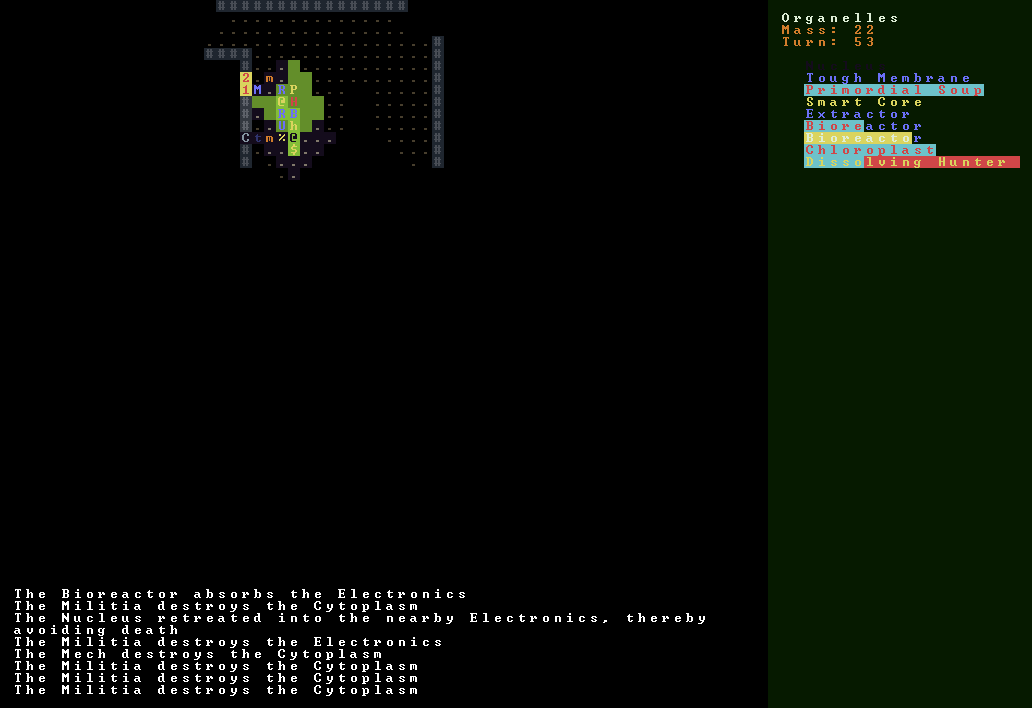 Organelles
Mass: 22
Turn: 53
Tough Membrane
Primordial Soup
Smart Core
Extractor
Bioreactor
Bioreactor
Chloroplast
Dissolving Hunter
The Bioreactor absorbs the Electronics
The Militia destroys the Cytoplasm
The Nucleus retreated into the nearby Electronics, thereby
avoiding death
The Militia destroys the Electronics
The Mech destroys the Cytoplasm
The Militia destroys the Cytoplasm
The Militia destroys the Cytoplasm
The Militia destroys the Cytoplasm